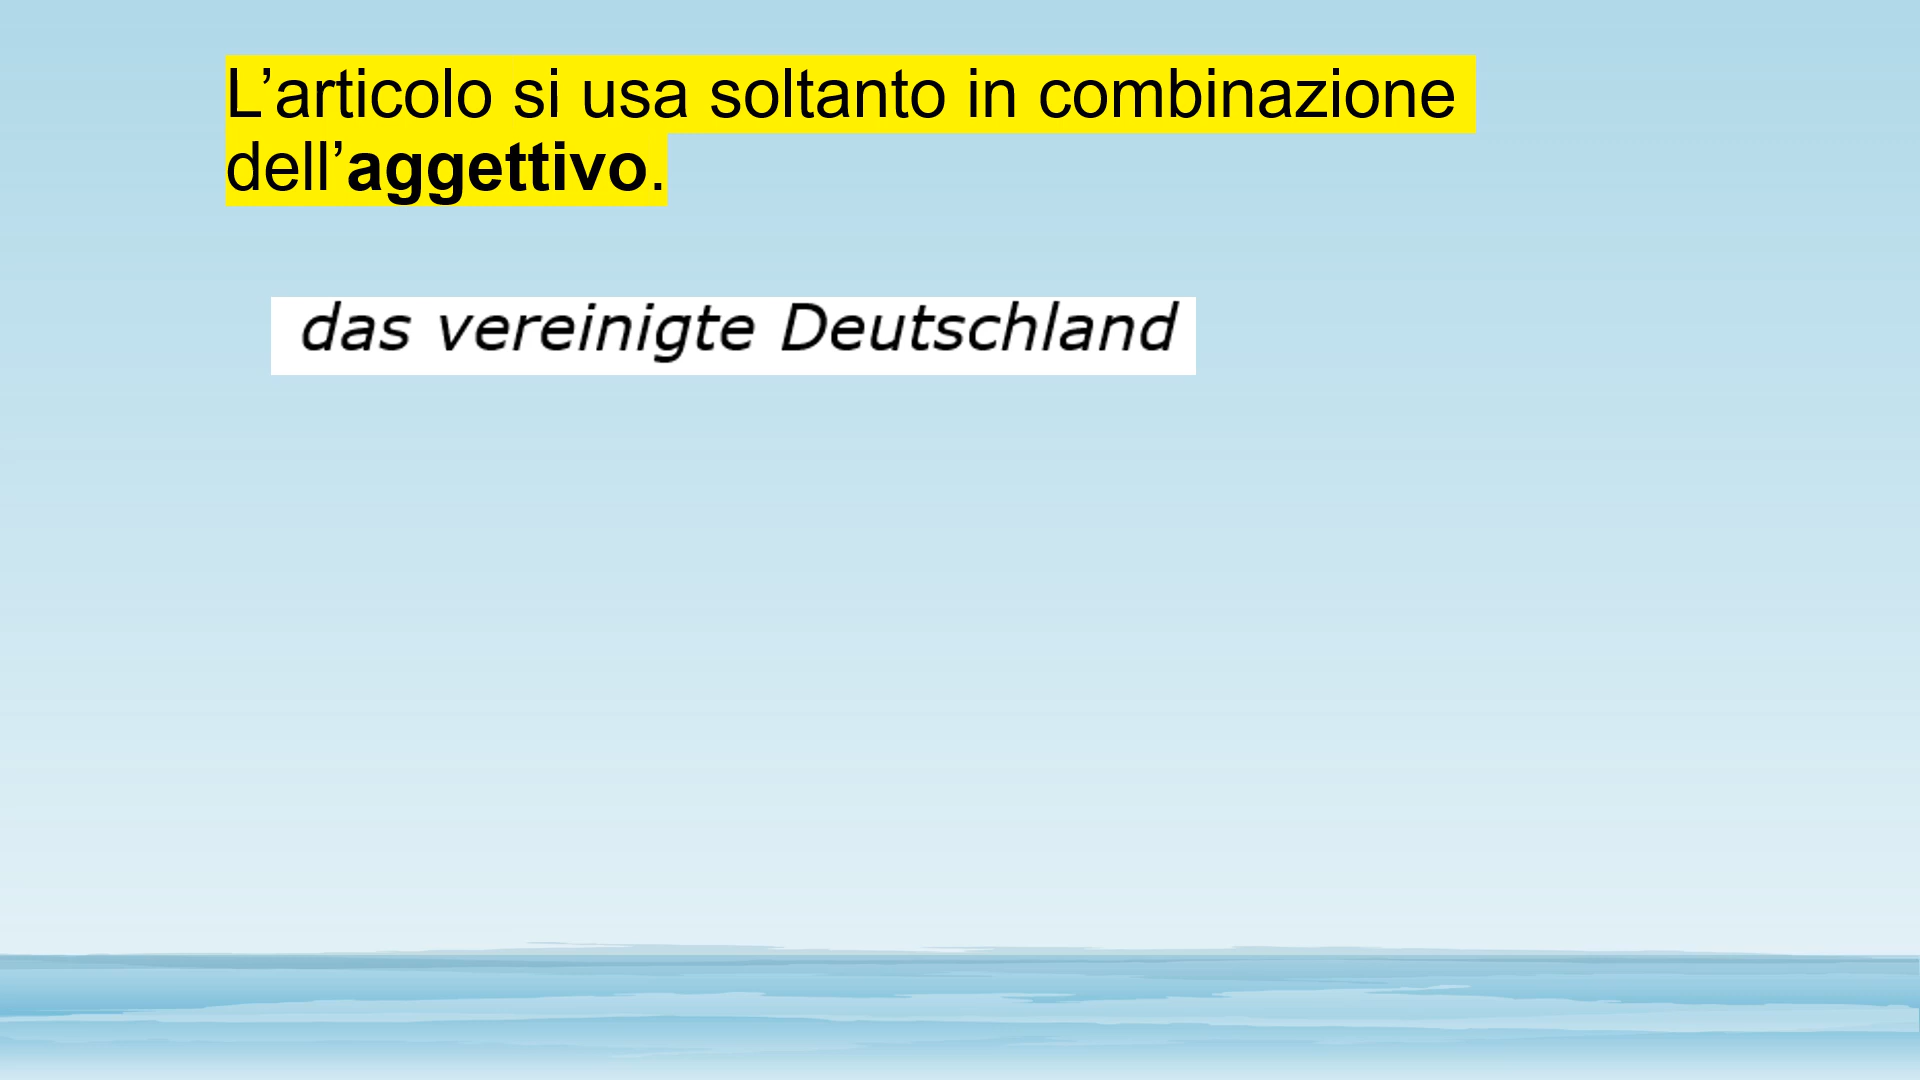 L’articolo si usa soltanto in combinazione
dell’aggettivo.
das vereinigte Deutschland